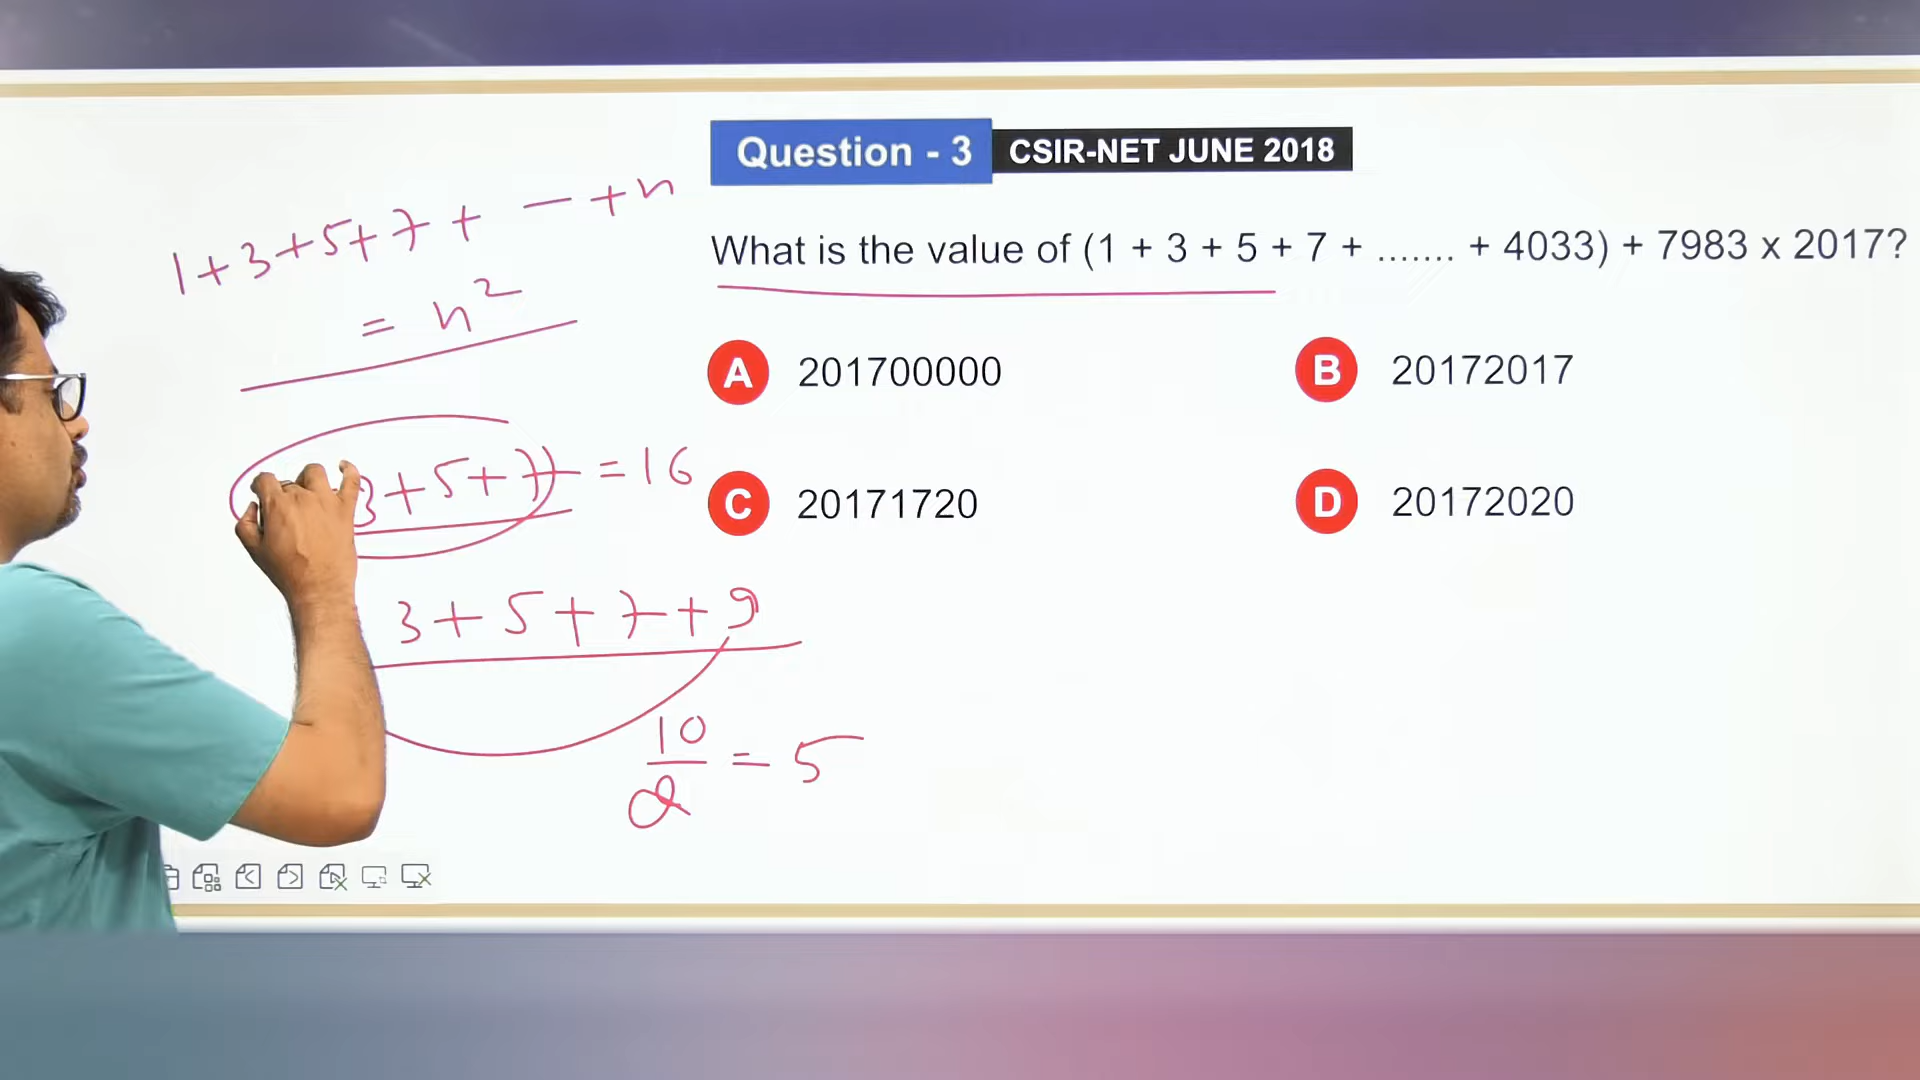 Question - 3 CSIR-NET JUNE 2018
What is the value of (1 + 3 + 5 + 7 + ....... + 4033) + 7983 x 2017?
A 201700000
B 20172017
C 20171720
D 20172020
1+3+5+7+ — +n
= n²
3+5+7 = 16
3+5+7+9
10/2 = 5